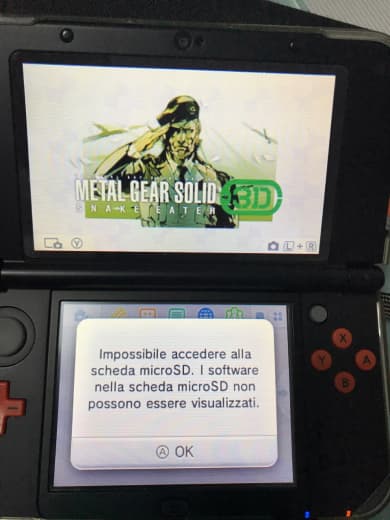 METAL GEAR SOLID
SNAKE EATER
3D
Y
L + R
Impossibile accedere alla
scheda microSD. I software
nella scheda microSD non
possono essere visualizzati.
A OK
X
Y
A
B